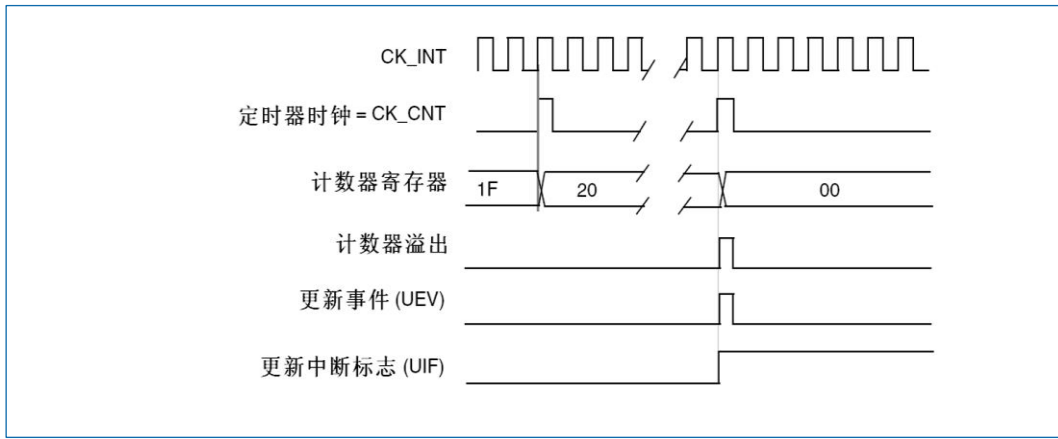 CK_INT
定时器时钟 = CK_CNT
计数器寄存器
1F 20 00
计数器溢出
更新事件 (UEV)
更新中断标志 (UIF)